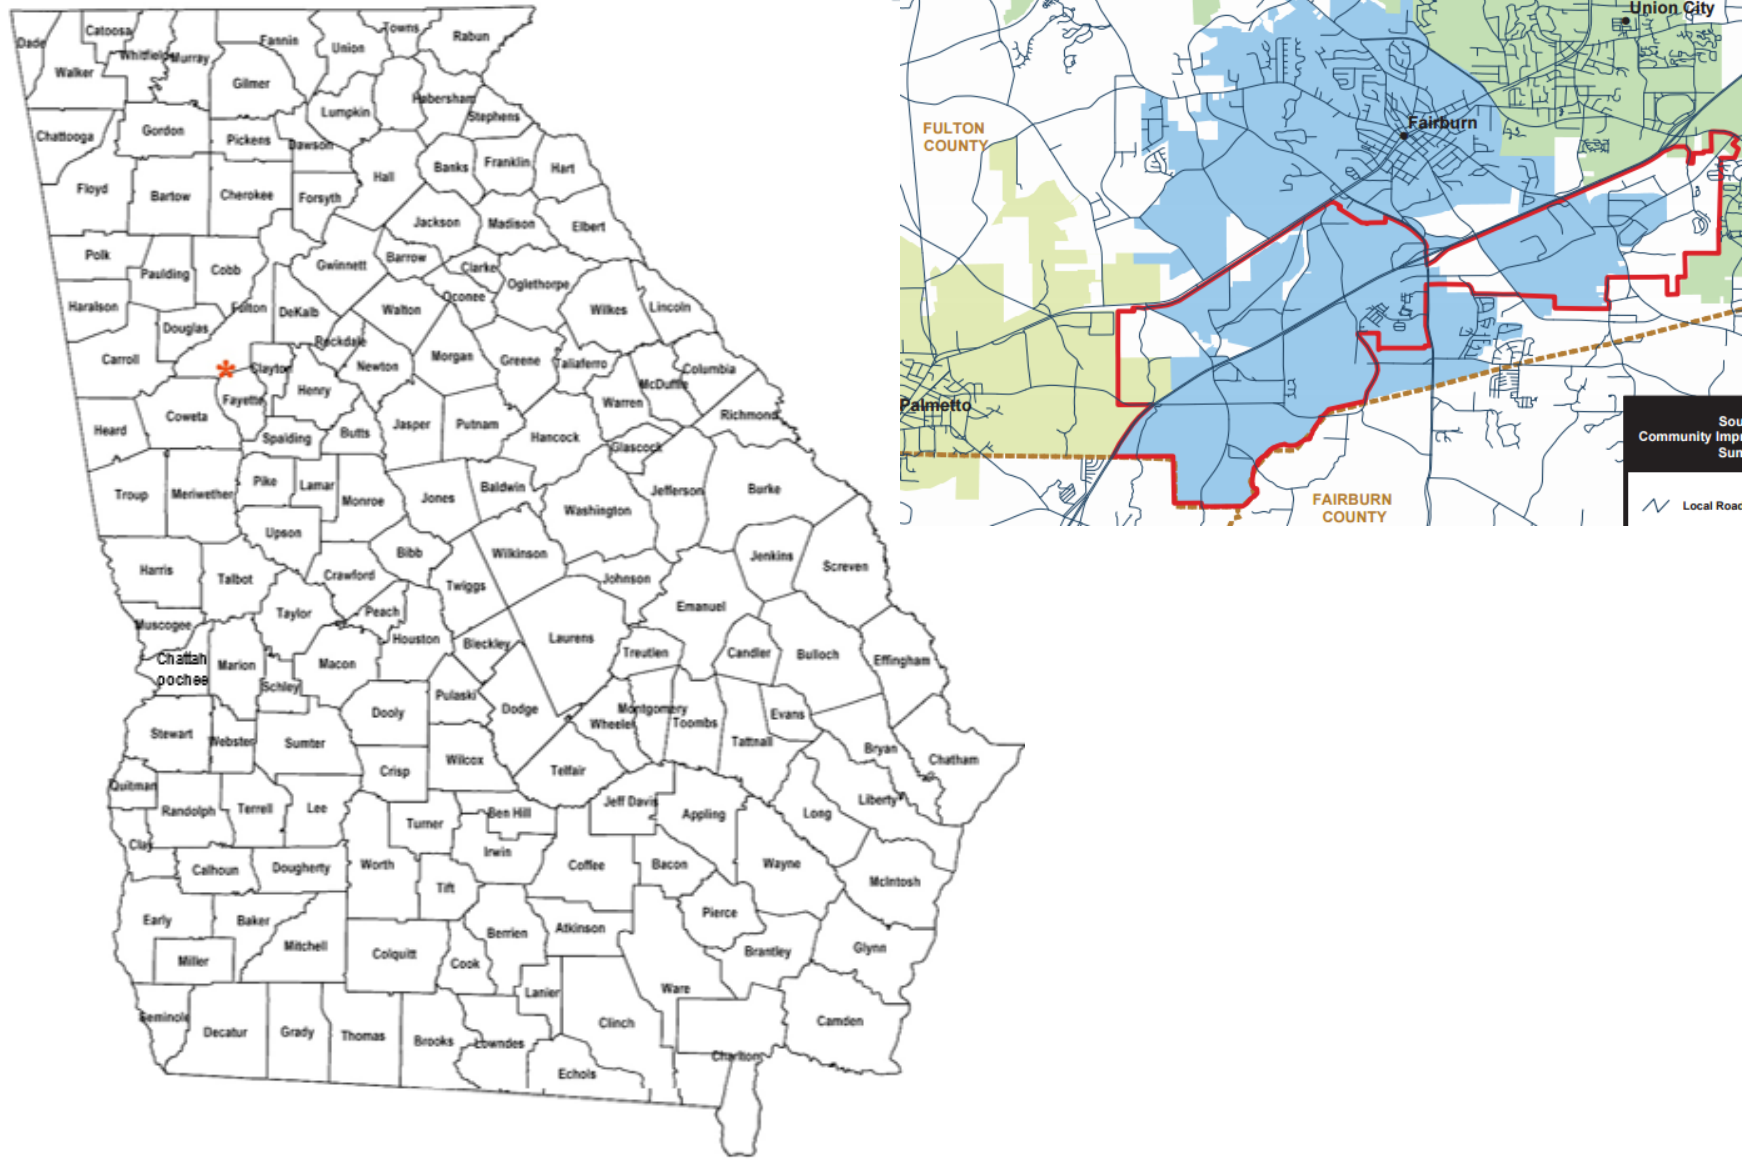 Dade
Catoosa
Whitfield
Murray
Fannin
Union
Towns
Rabun
Walker
Gilmer
Lumpkin
Habersham
Stephens
Chattooga
Gordon
Pickens
Dawson
Banks
Franklin
Hart
Hall
Floyd
Bartow
Cherokee
Forsyth
Jackson
Madison
Elbert
Polk
Paulding
Cobb
Gwinnett
Barrow
Clarke
Oglethorpe
Oconee
Haralson
Fulton
DeKalb
Walton
Wilkes
Lincoln
Douglas
Rockdale
Carroll
*
Clayton
Newton
Morgan
Greene
Taliaferro
Columbia
McDuffie
Henry
Fayette
Warren
Coweta
Richmond
Heard
Spalding
Butts
Jasper
Putnam
Hancock
Glascock
Troup
Meriwether
Pike
Lamar
Monroe
Jones
Baldwin
Jefferson
Burke
Washington
Upson
Bibb
Wilkinson
Jenkins
Screven
Harris
Talbot
Crawford
Twiggs
Johnson
Emanuel
Muscogee
Taylor
Peach
Houston
Bleckley
Laurens
Treutlen
Candler
Bulloch
Effingham
Chattah
oochee
Marion
Schley
Macon
Pulaski
Dodge
Dooly
Wheeler
Montgomery
Toombs
Evans
Tattnall
Bryan
Chatham
Stewart
Webster
Sumter
Crisp
Wilcox
Telfair
Quitman
Randolph
Terrell
Lee
Turner
Ben Hill
Jeff Davis
Appling
Long
Liberty
Clay
Calhoun
Dougherty
Worth
Irwin
Tift
Coffee
Bacon
Wayne
McIntosh
Early
Baker
Mitchell
Berrien
Atkinson
Pierce
Brantley
Glynn
Miller
Colquitt
Cook
Lanier
Ware
Seminole
Decatur
Grady
Thomas
Brooks
Lowndes
Clinch
Echols
Charlton
Camden
Union City
Fairburn
FULTON
COUNTY
Palmetto
FAIRBURN
COUNTY
Sou
Community Impr
Sun
Local Road